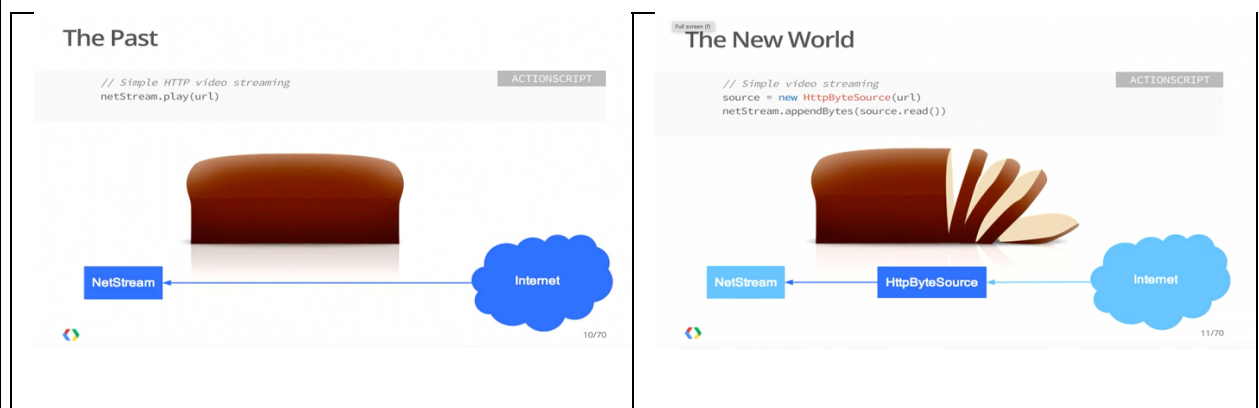 The Past
ACTIONSCRIPT
// Simple HTTP video streaming
netStream.play(url)
NetStream
Internet
10/70
Full screen (f)
The New World
ACTIONSCRIPT
// Simple video streaming
source = new HttpByteSource(url)
netStream.appendBytes(source.read())
NetStream
HttpByteSource
Internet
11/70